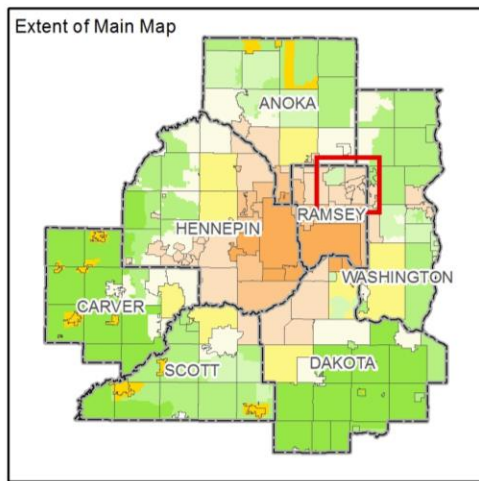 Extent of Main Map
ANOKA
HENNEPIN
RAMSEY
WASHINGTON
CARVER
SCOTT
DAKOTA